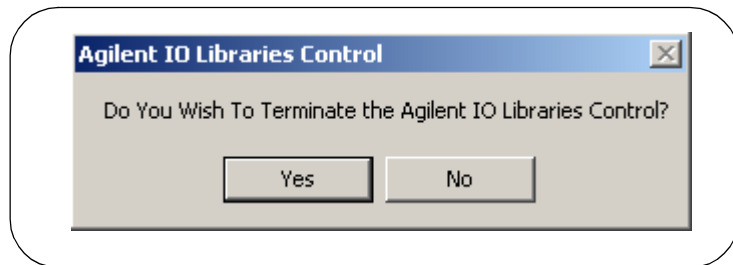 Agilent IO Libraries Control
Do You Wish To Terminate the Agilent IO Libraries Control?
Yes No